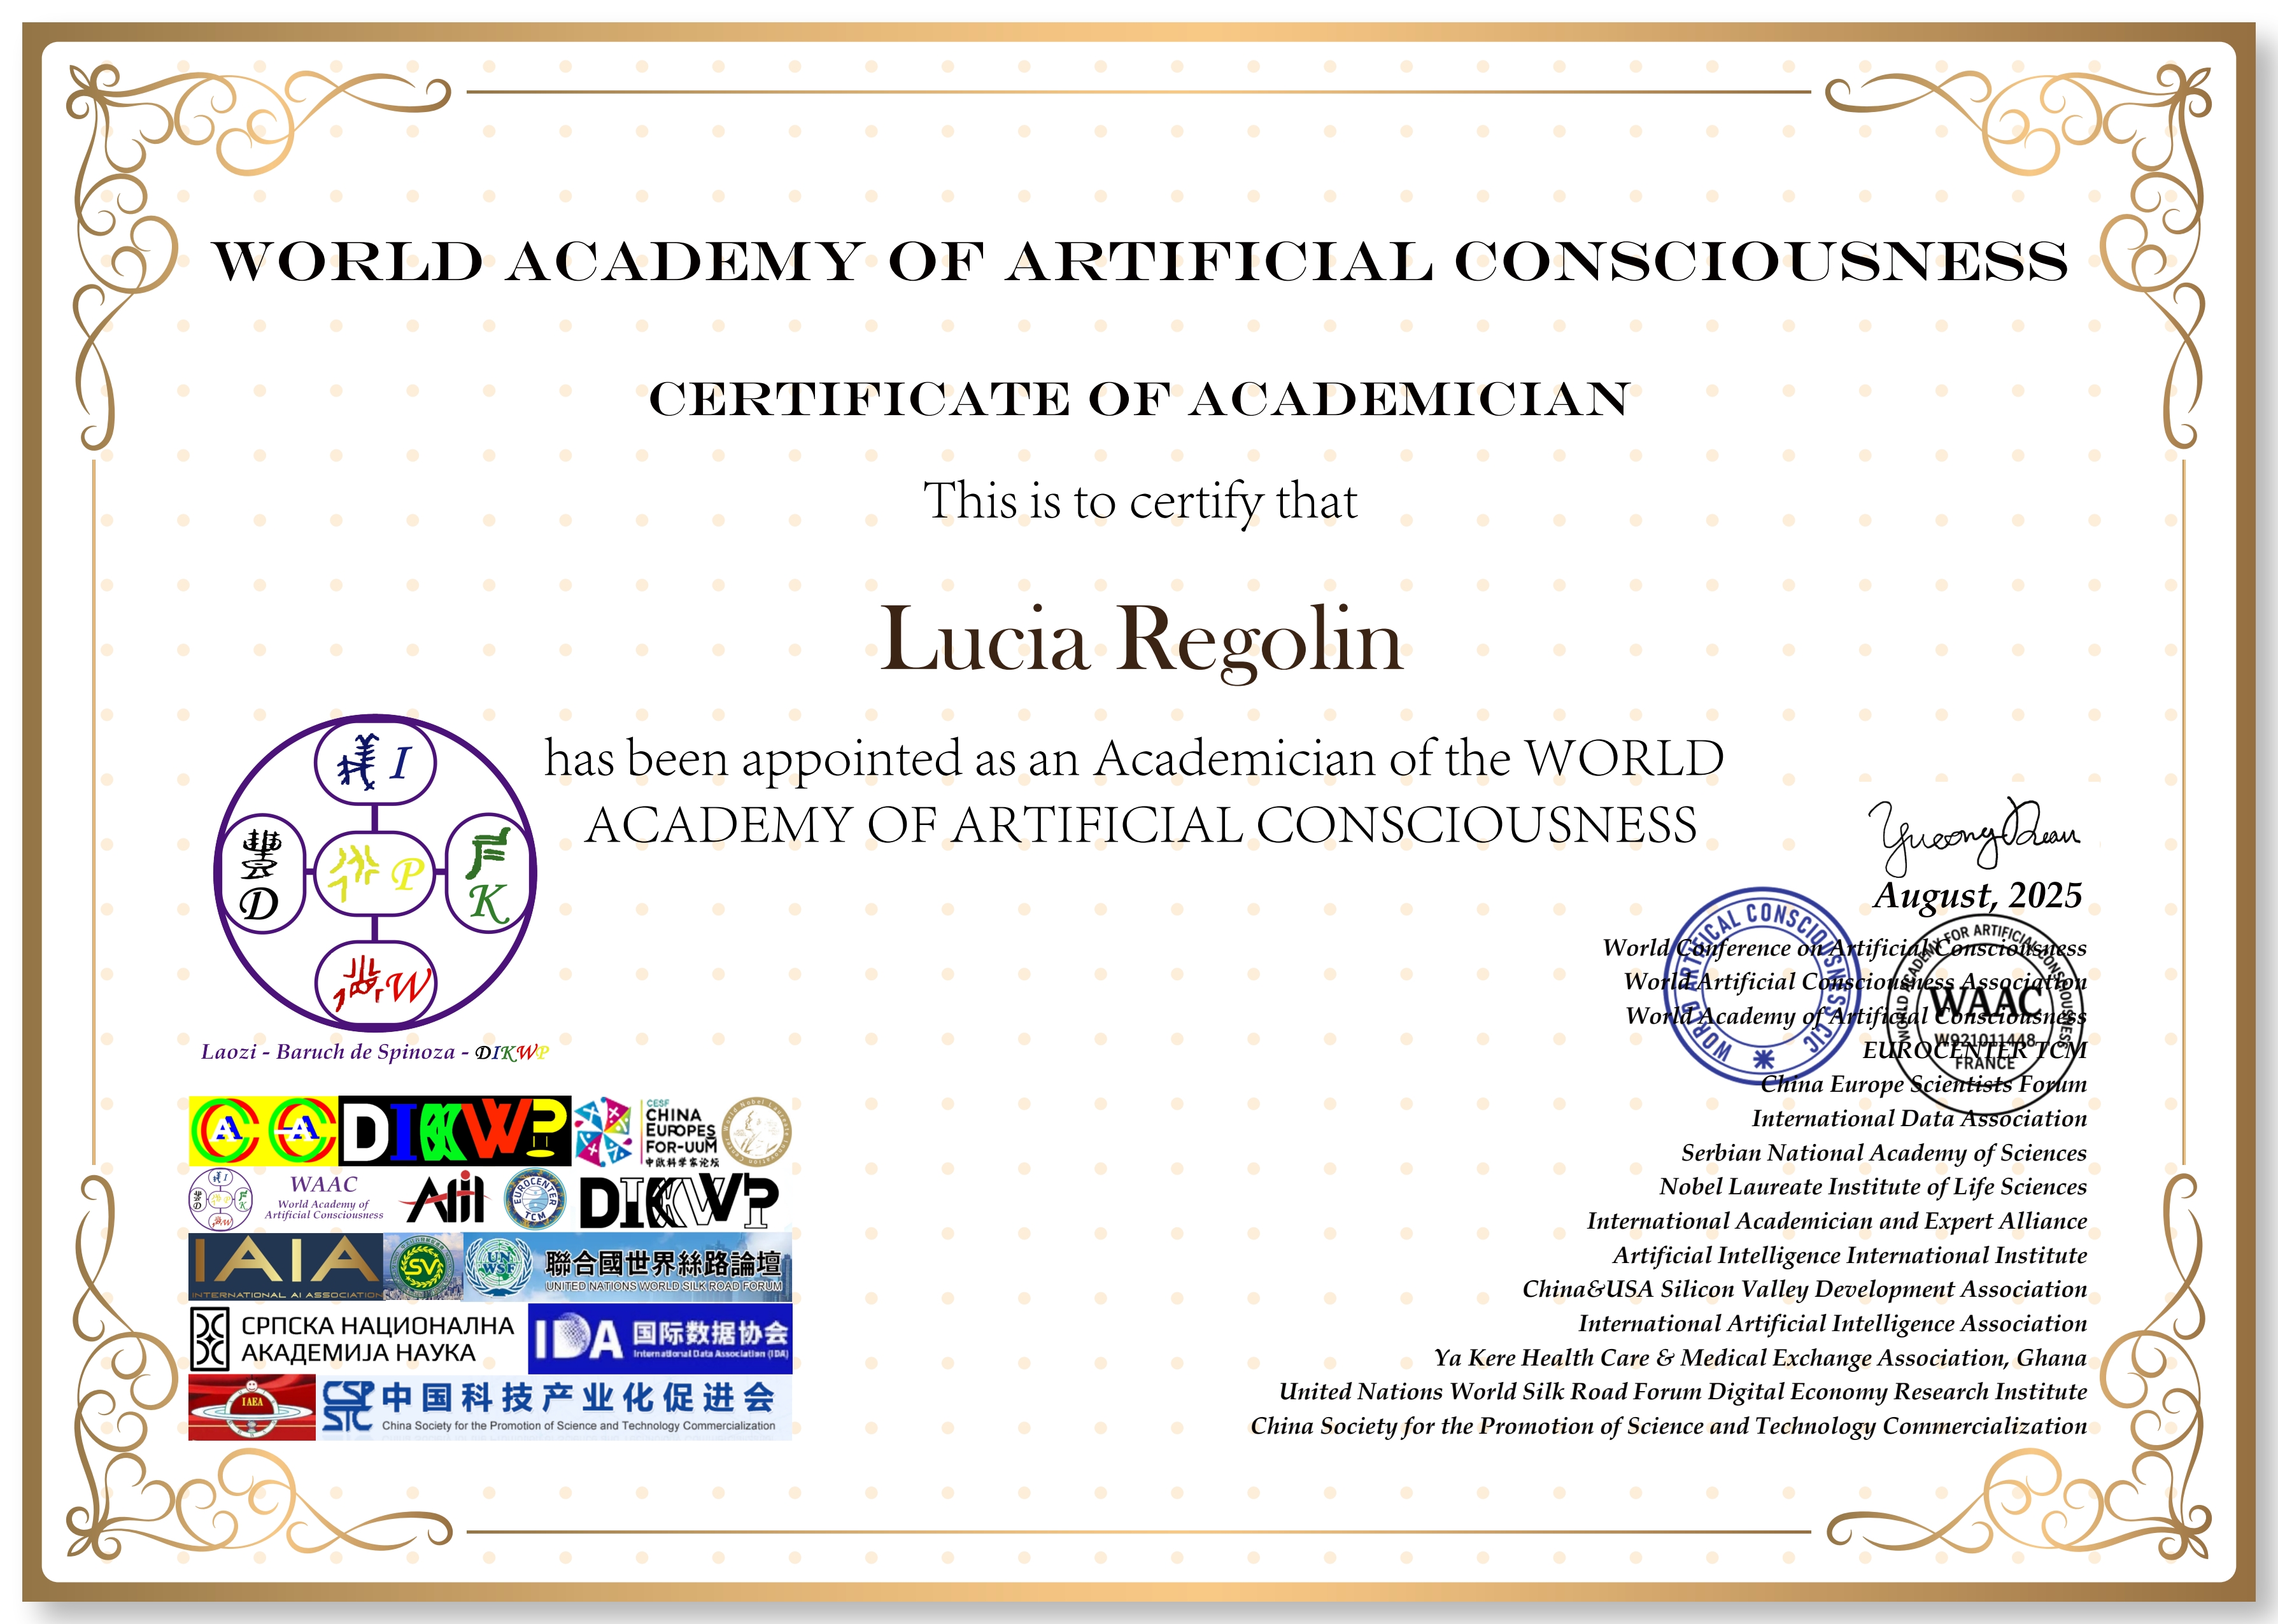 WORLD ACADEMY OF ARTIFICIAL CONSCIOUSNESS
CERTIFICATE OF ACADEMICIAN
This is to certify that
Lucia Regolin
has been appointed as an Academician of the WORLD
ACADEMY OF ARTIFICIAL CONSCIOUSNESS
I
D
P
K
W
Laozi - Baruch de Spinoza - DIKWP
August, 2025
World Conference on Artificial Consciousness
World Artificial Consciousness Association
World Academy of Artificial Consciousness
EUROCENTER TCM
China Europe Scientists Forum
International Data Association
Serbian National Academy of Sciences
Nobel Laureate Institute of Life Sciences
International Academician and Expert Alliance
Artificial Intelligence International Institute
China&USA Silicon Valley Development Association
International Artificial Intelligence Association
Ya Kere Health Care & Medical Exchange Association, Ghana
United Nations World Silk Road Forum Digital Economy Research Institute
China Society for the Promotion of Science and Technology Commercialization
WORLD ARTIFICAL CONSCIOUSNESS CIC
WORLD ACADEMY FOR ARTIFICIAL CONSCIOUSNESS
WAAC
W921011448
FRANCE
DIKWP
CESF
CHINA
EUROPES
FOR-UUM
中欧科学家论坛
WAAC
World Academy of
Artificial Consciousness
AIII
EUROCENTER TCM
DIKWP
IAIA
INTERNATIONAL AI ASSOCIATION
SV
UN
WSF
聯合國世界絲路論壇
UNITED NATIONS WORLD SILK ROAD FORUM
СРПСКА НАЦИОНАЛНА
АКАДЕМИЈА НАУКА
IDA
国际数据协会
International Data Association (IDA)
IAEA
CSP
STC
中国科技产业化促进会
China Society for the Promotion of Science and Technology Commercialization